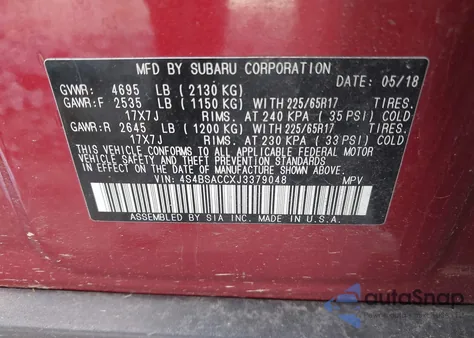 MFD BY SUBARU CORPORATION
DATE: 05/18
GVWR: 4695 LB (2130 KG)
GAWR:F 2535 LB (1150 KG) WITH 225/65R17 TIRES.
17X7J RIMS. AT 240 KPA (35 PSI) COLD
GAWR:R 2645 LB (1200 KG) WITH 225/65R17 TIRES.
17X7J RIMS. AT 230 KPA (33 PSI) COLD
THIS VEHICLE CONFORMS TO ALL APPLICABLE FEDERAL MOTOR
VEHICLE SAFETY, BUMPER, AND THEFT PREVENTION STANDARDS
IN EFFECT ON THE DATE OF MANUFACTURE SHOWN ABOVE.
VIN: 4S4BSACCXJ3379048 MPV
ASSEMBLED BY SIA INC. MADE IN U.S.A.
autoSnap